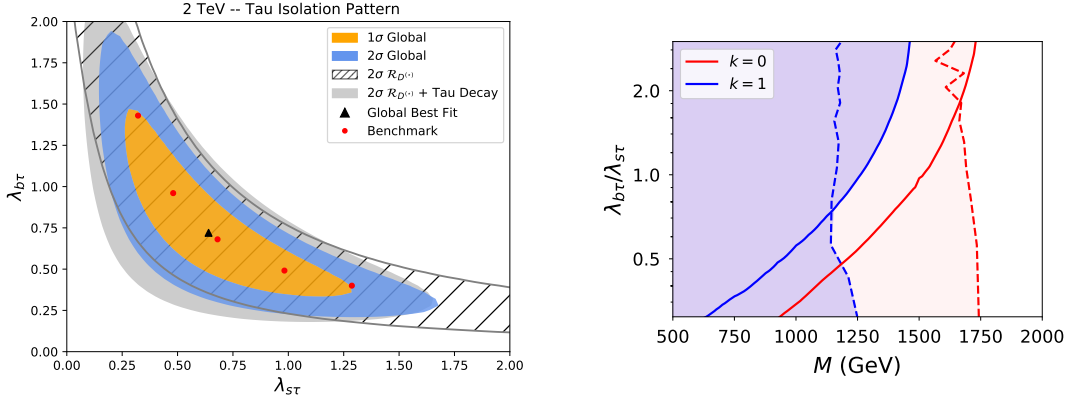 2 TeV -- Tau Isolation Pattern
λbτ
2.00
1.75
1.50
1.25
1.00
0.75
0.50
0.25
0.00
1σ Global
2σ Global
2σ R_D(*)
2σ R_D(*) + Tau Decay
Global Best Fit
Benchmark
0.00 0.25 0.50 0.75 1.00 1.25 1.50 1.75 2.00
λsτ
λbτ/λsτ
2.0
1.0
0.5
k = 0
k = 1
500 750 1000 1250 1500 1750 2000
M (GeV)